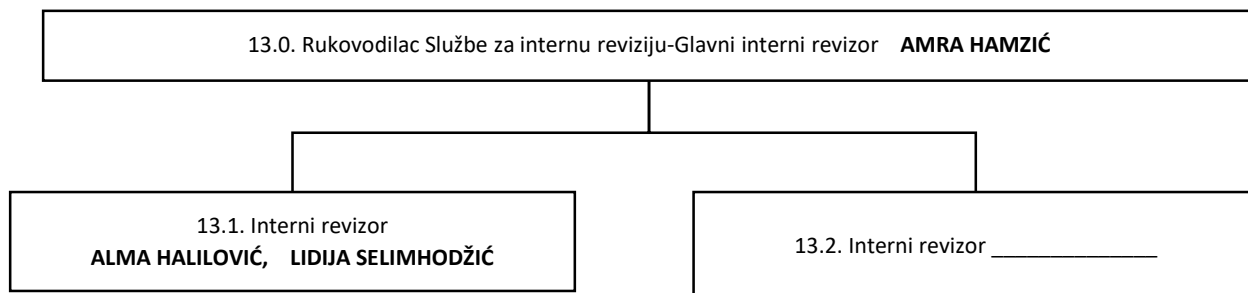 13.0. Rukovodilac Službe za internu reviziju-Glavni interni revizor AMRA HAMZIĆ
13.1. Interni revizor
ALMA HALILOVIĆ, LIDIJA SELIMHODŽIĆ
13.2. Interni revizor ______________